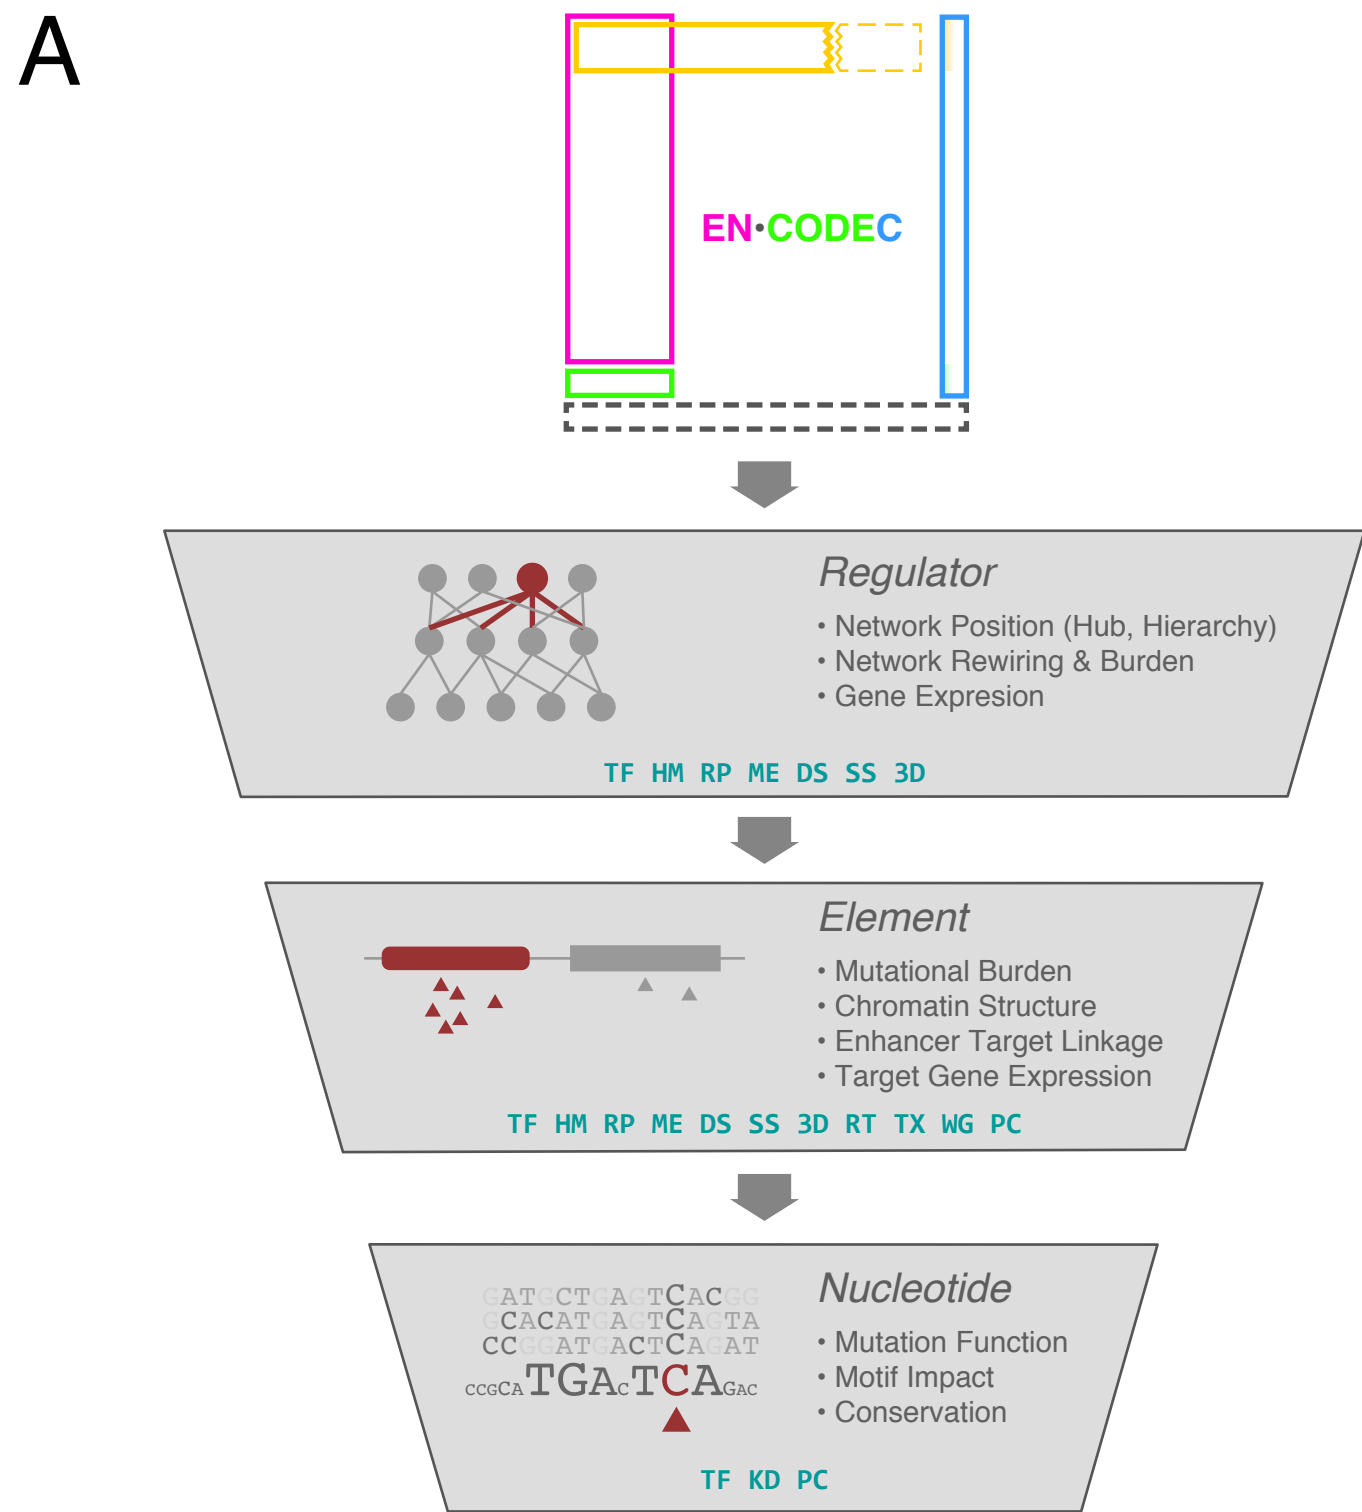 A
EN•CODEC
Regulator
• Network Position (Hub, Hierarchy)
• Network Rewiring & Burden
• Gene Expresion
TF HM RP ME DS SS 3D
Element
• Mutational Burden
• Chromatin Structure
• Enhancer Target Linkage
• Target Gene Expression
TF HM RP ME DS SS 3D RT TX WG PC
Nucleotide
GATGCTGAGTCACGG
GCACATGAGTCAGTA
CCGGATGACTCAGAT
CCGCATGACTCAGAC
• Mutation Function
• Motif Impact
• Conservation
TF KD PC